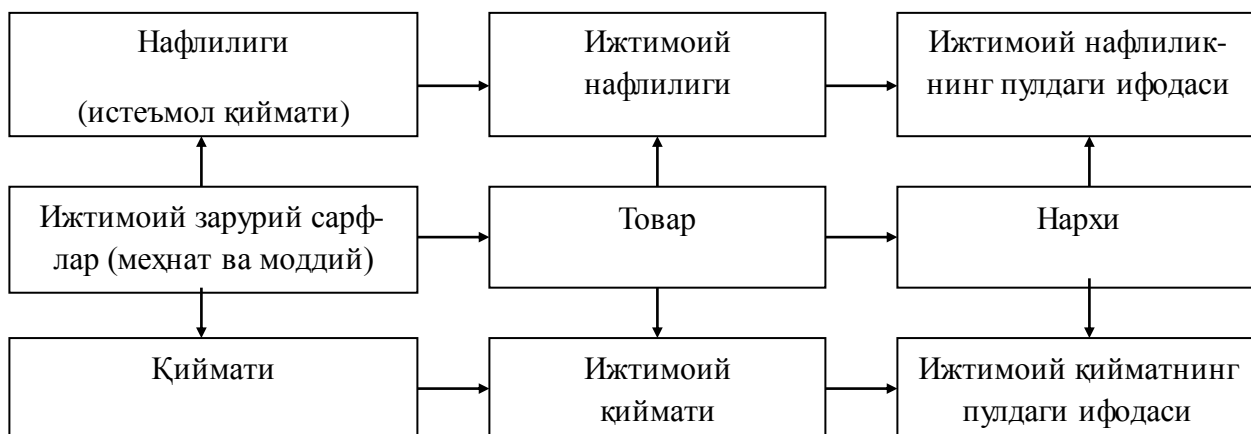 Нафлилиги
(истеъмол қиймати)
Ижтимоий
нафлилиги
Ижтимоий нафлилик-
нинг пулдаги ифодаси
Ижтимоий зарурий сарф-
лар (меҳнат ва моддий)
Товар
Нархи
Қиймати
Ижтимоий
қиймати
Ижтимоий қийматнинг
пулдаги ифодаси